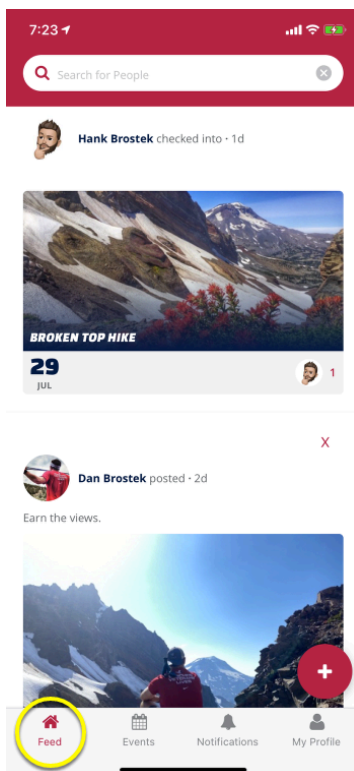 7:23
Search for People
Hank Brostek checked into · 1d
BROKEN TOP HIKE
29
JUL
1
X
Dan Brostek posted · 2d
Earn the views.
+
Feed
Events
Notifications
My Profile